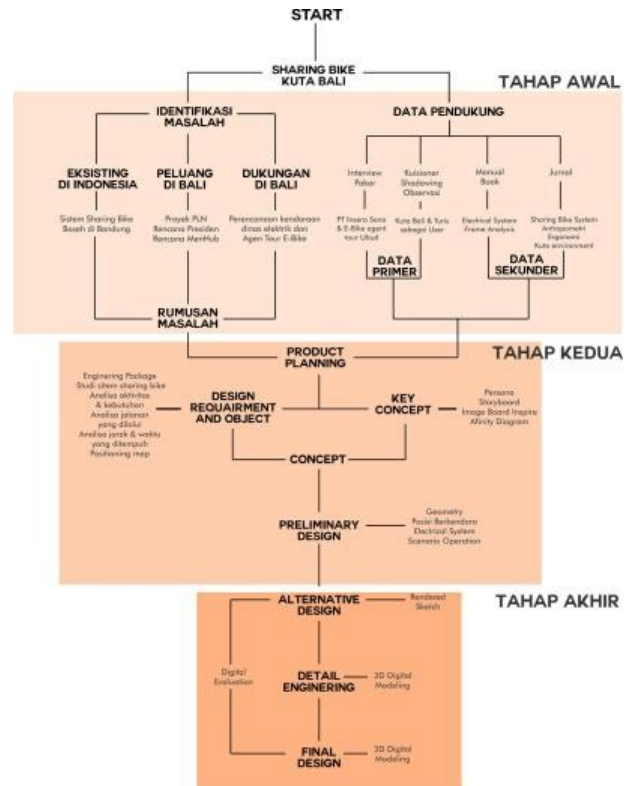 START
SHARING BIKE
KUTA BALI
TAHAP AWAL
IDENTIFIKASI
MASALAH
DATA PENDUKUNG
EKSISTING
DI INDONESIA
PELUANG
DI BALI
DUKUNGAN
DI BALI
Interview
Pakar
Kuisioner
Shadowing
Observasi
Manual
Book
Jurnal
Sistem Sharing Bike
Boseh di Bandung
Proyek PLN
Rencana Presiden
Rencana MenHub
Perencanaan kendaraan
dinas elektrik dan
Agen Tour E-Bike
PT Insera Sena
& E-Bike agent
tour Ubud
Kuta Bali & Turis
sebagai User
Electrical System
Frame Analysis
Sharing Bike System
Antropometri
Ergonomi
Kuta environment
DATA
PRIMER
DATA
SEKUNDER
RUMUSAN
MASALAH
TAHAP KEDUA
PRODUCT
PLANNING
Enginering Package
Studi sitem sharing bike
Analisa aktivitas
& kebutuhan
Analisa jalanan
yang dilalui
Analisa jarak & waktu
yang ditempuh
Positioning map
DESIGN
REQUAIRMENT
AND OBJECT
KEY
CONCEPT
Persona
Storyboard
Image Board Inspire
Afinity Diagram
CONCEPT
PRELIMINARY
DESIGN
Geometry
Posisi Berkendara
Electrical System
Scenario Operation
TAHAP AKHIR
ALTERNATIVE
DESIGN
Rendered
Sketch
Digital
Evaluation
DETAIL
ENGINERING
3D Digital
Modeling
FINAL
DESIGN
3D Digital
Modeling